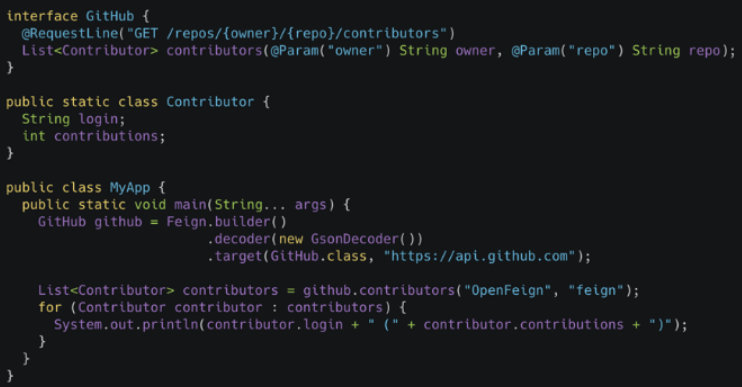 interface GitHub {
  @RequestLine("GET /repos/{owner}/{repo}/contributors")
  List<Contributor> contributors(@Param("owner") String owner, @Param("repo") String repo);
}

public static class Contributor {
  String login;
  int contributions;
}

public class MyApp {
  public static void main(String... args) {
    GitHub github = Feign.builder()
                         .decoder(new GsonDecoder())
                         .target(GitHub.class, "https://api.github.com");

    List<Contributor> contributors = github.contributors("OpenFeign", "feign");
    for (Contributor contributor : contributors) {
      System.out.println(contributor.login + " (" + contributor.contributions + ")");
    }
  }
}